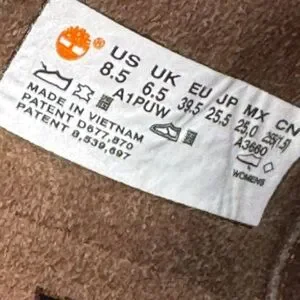 ®
US UK EU JP MX CN
8.5 6.5 39.5 25.5 25.0 255(1.5)
A1PUW A3660
MADE IN VIETNAM
PATENT D677,870
PATENT 8,539,697
WOMENS